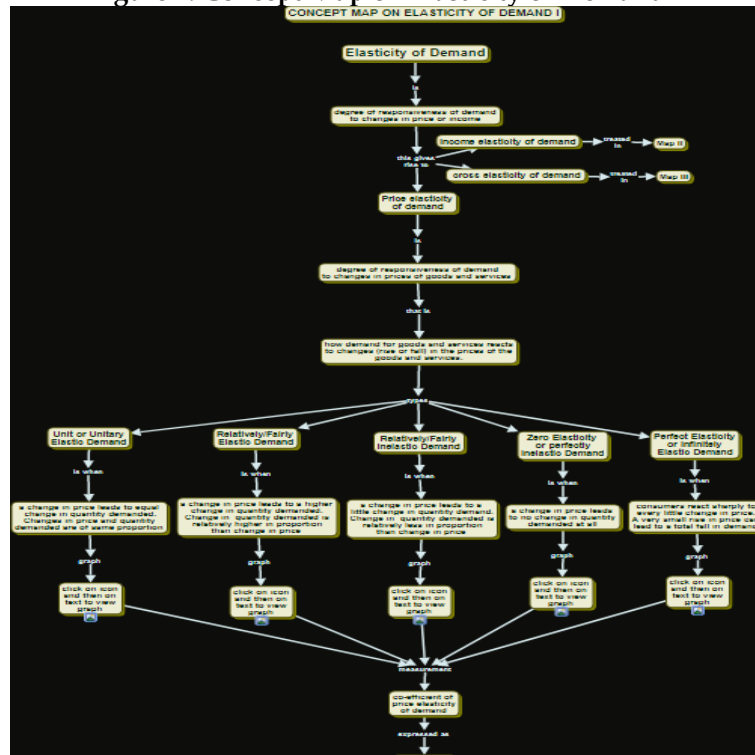 CONCEPT MAP ON ELASTICITY OF DEMAND I
Elasticity of Demand
is
degree of responsiveness of demand
to changes in price or income
this gives
rise to
income elasticity of demand
treated
in
Map II
cross elasticity of demand
treated
in
Map III
Price elasticity
of demand
is
degree of responsiveness of demand
to changes in prices of goods and services
that is
how demand for goods and services reacts
to changes (rise or fall) in the prices of the
goods and services.
types
Unit or Unitary
Elastic Demand
is when
a change in price leads to equal
change in quantity demanded.
Changes in price and quantity
demanded are of same proportion
graph
click on icon
and then on
text to view
graph
Relatively/Fairly
Elastic Demand
is when
a change in price leads to a higher
change in quantity demanded.
Change in quantity demanded is
relatively higher in proportion
than change in price
graph
click on icon
and then on
text to view
graph
Relatively/Fairly
Inelastic Demand
is when
a change in price leads to a
little change in quantity demand.
Change in quantity demanded is
relatively less in proportion
than change in price
graph
click on icon
and then on
text to view
graph
Zero Elasticity
or perfectly
Inelastic Demand
is when
a change in price leads
to no change in quantity
demanded at all
graph
click on icon
and then on
text to view
graph
Perfect Elasticity
or Infinitely
Elastic Demand
is when
consumers react sharply to
every little change in price.
A very small rise in price can
lead to a total fall in demand
graph
click on icon
and then on
text to view
graph
measurement
co-efficient of
price elasticity
of demand
expressed as